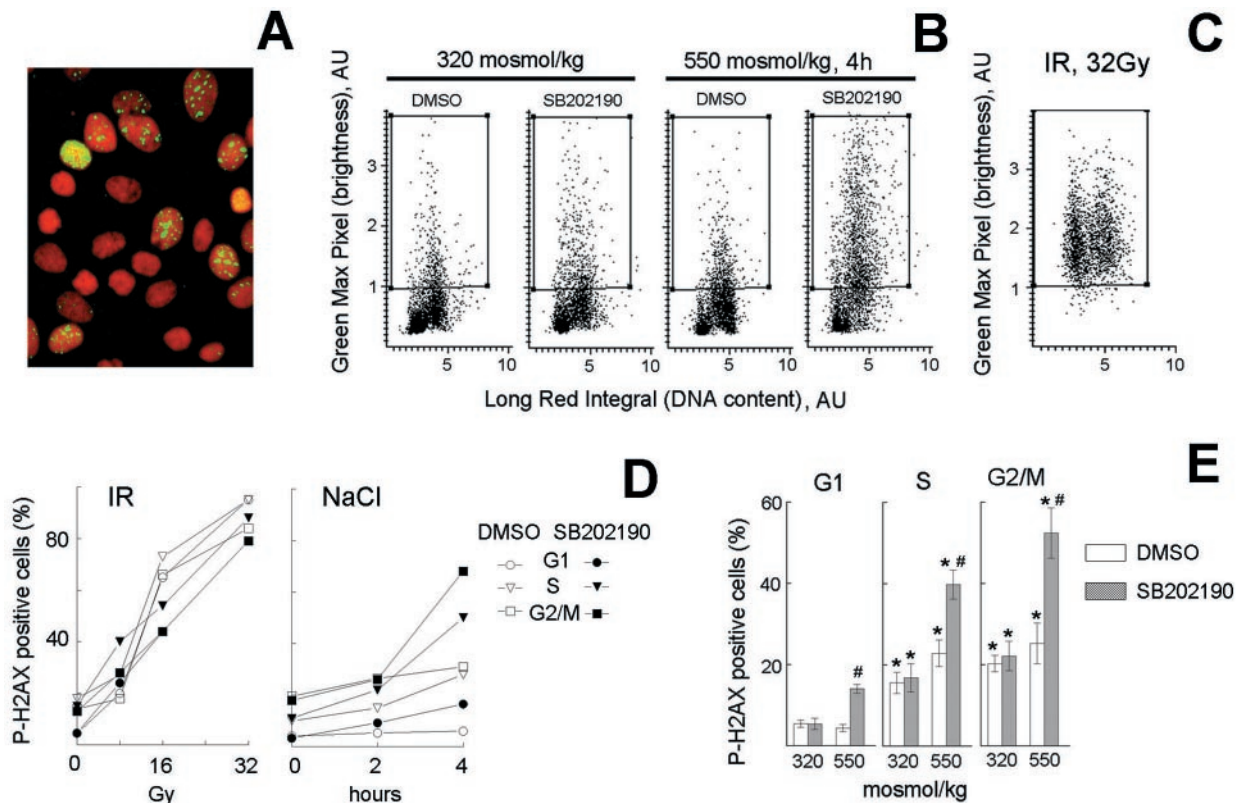 A
B
C
320 mosmol/kg
550 mosmol/kg, 4h
IR, 32Gy
DMSO
SB202190
DMSO
SB202190
Green Max Pixel (brightness), AU
3
2
1
5
10
5
10
5
10
5
10
Long Red Integral (DNA content), AU
Green Max Pixel (brightness), AU
3
2
1
5
10
D
IR
NaCl
P-H2AX positive cells (%)
80
40
0
16
32
Gy
0
2
4
hours
DMSO SB202190
G1
S
G2/M
E
G1
S
G2/M
P-H2AX positive cells (%)
60
40
20
#
* *
* * #
* *
* * #
320 550
320 550
320 550
mosmol/kg
DMSO
SB202190